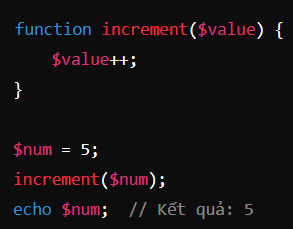 function increment($value) {
    $value++;
}

$num = 5;
increment($num);
echo $num;  // Kết quả: 5